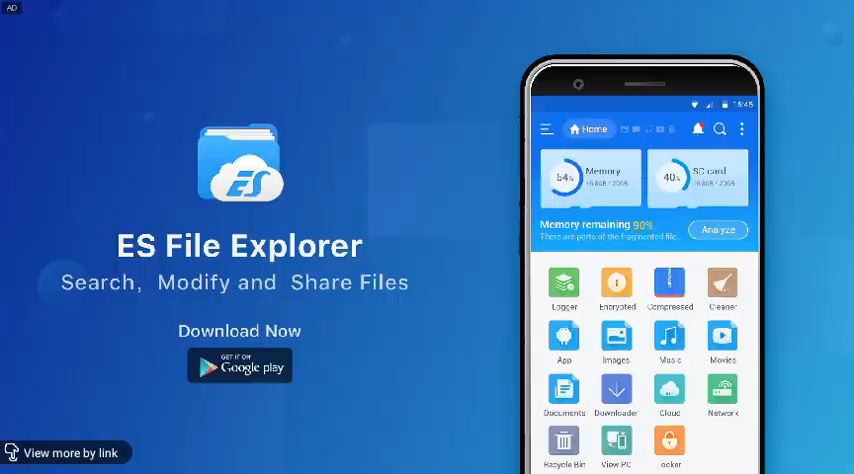 AD
ES
ES File Explorer
Search, Modify and Share Files
Download Now
GET IT ON
Google play
View more by link
Home
Memory
SD card
40%
Memory remaining 90%
There are parts of the fragmented file...
Analyze
Logger
Encrypted
Compressed
Cleaner
App
Images
Music
Movies
Documents
Downloader
Cloud
Network
Recycle Bin
View PC